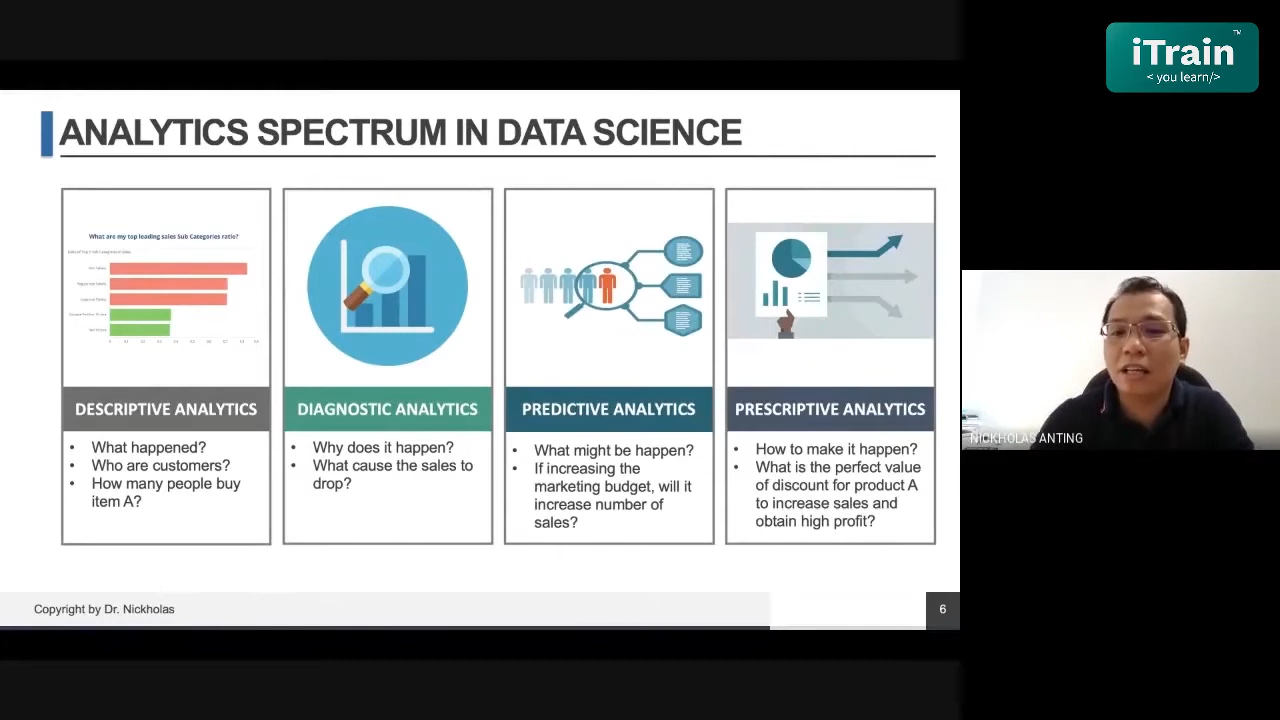 iTrain
TM
< you learn/>
ANALYTICS SPECTRUM IN DATA SCIENCE
What are my top leading sales Sub Categories ratio?
DESCRIPTIVE ANALYTICS
• What happened?
• Who are customers?
• How many people buy
item A?
DIAGNOSTIC ANALYTICS
• Why does it happen?
• What cause the sales to
drop?
PREDICTIVE ANALYTICS
• What might be happen?
• If increasing the
marketing budget, will it
increase number of
sales?
PRESCRIPTIVE ANALYTICS
• How to make it happen?
• What is the perfect value
of discount for product A
to increase sales and
obtain high profit?
NICKHOLAS ANTING
Copyright by Dr. Nickholas
6